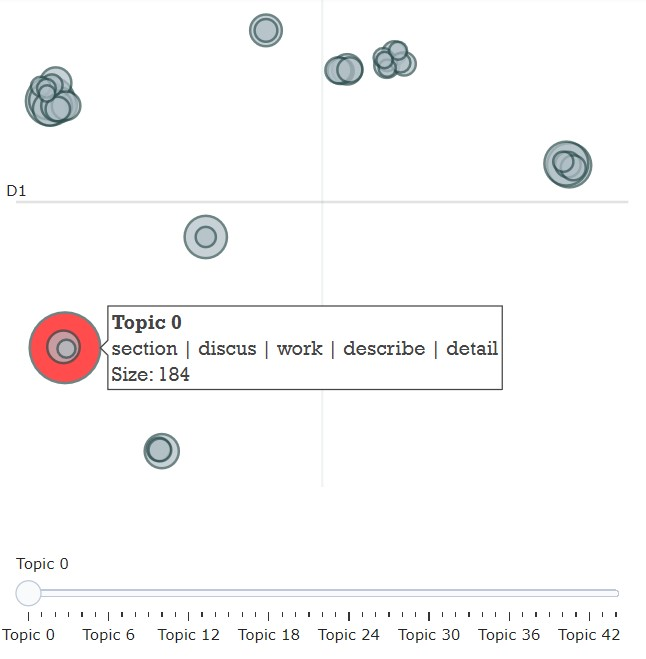 D1
Topic 0
section | discus | work | describe | detail
Size: 184
Topic 0
Topic 0 Topic 6 Topic 12 Topic 18 Topic 24 Topic 30 Topic 36 Topic 42